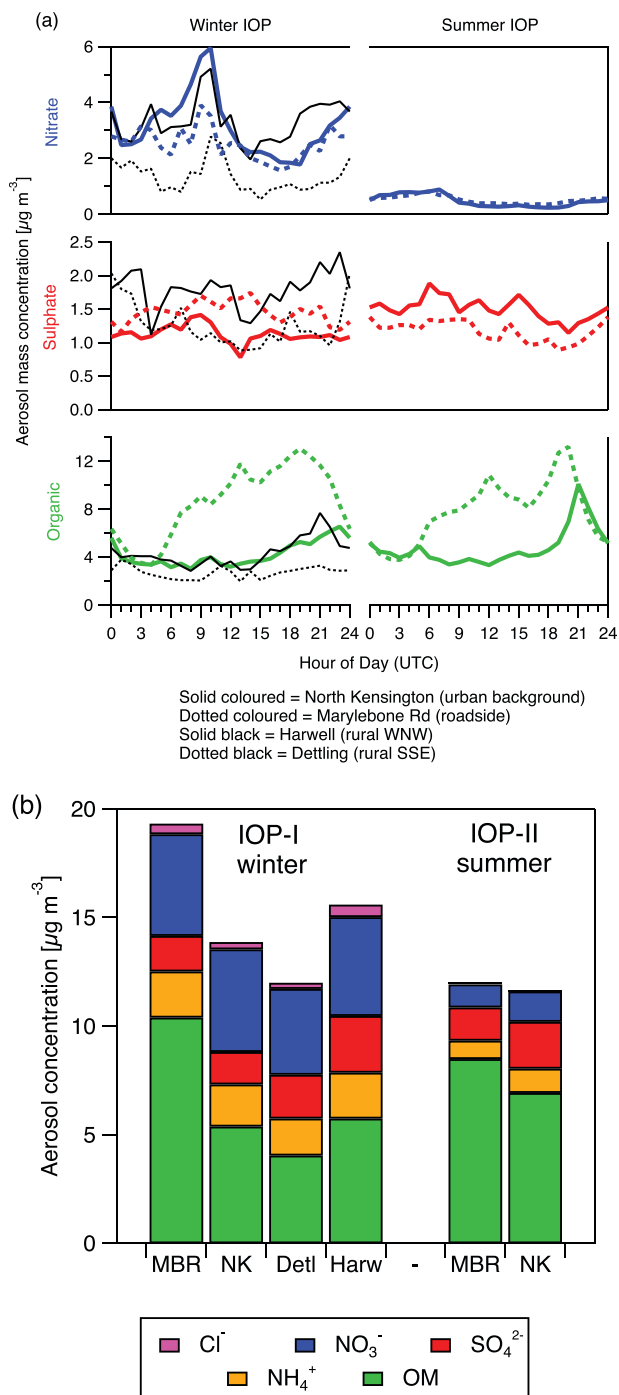 (a)
Winter IOP Summer IOP
Aerosol mass concentration [µg m⁻³]
Nitrate
6
4
2
0
Sulphate
2.5
2.0
1.5
1.0
0.5
0.0
Organic
12
8
4
0
0 3 6 9 12 15 18 21 24 0 3 6 9 12 15 18 21 24
Hour of Day (UTC)
Solid coloured = North Kensington (urban background)
Dotted coloured = Marylebone Rd (roadside)
Solid black = Harwell (rural WNW)
Dotted black = Dettling (rural SSE)
(b)
Aerosol concentration [µg m⁻³]
20
15
10
5
0
IOP-I IOP-II
winter summer
MBR NK Detl Harw - MBR NK
Cl⁻ NO₃⁻ SO₄²⁻
NH₄⁺ OM